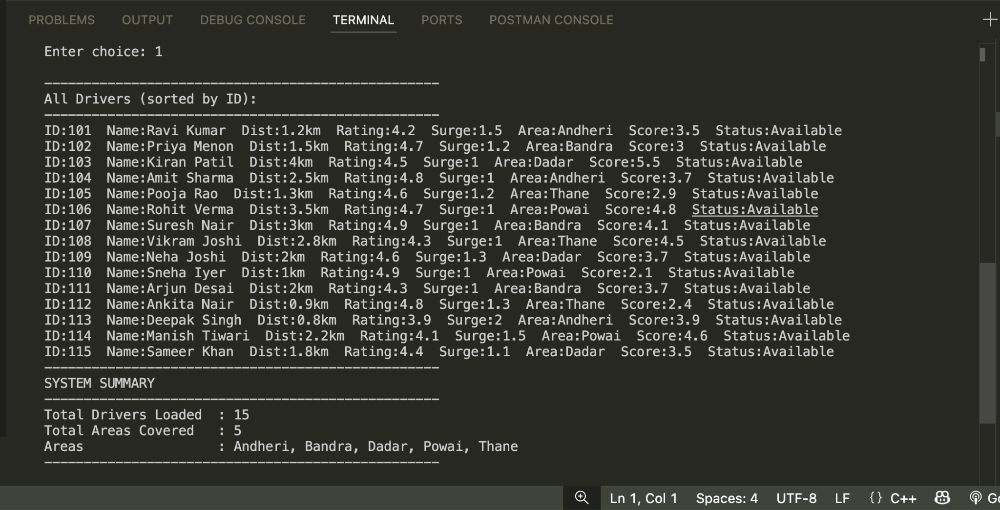 PROBLEMS OUTPUT DEBUG CONSOLE TERMINAL PORTS POSTMAN CONSOLE
Enter choice: 1
--------------------------------------------------
All Drivers (sorted by ID):
--------------------------------------------------
ID:101  Name:Ravi Kumar  Dist:1.2km  Rating:4.2  Surge:1.5  Area:Andheri  Score:3.5  Status:Available
ID:102  Name:Priya Menon  Dist:1.5km  Rating:4.7  Surge:1.2  Area:Bandra  Score:3  Status:Available
ID:103  Name:Kiran Patil  Dist:4km  Rating:4.5  Surge:1  Area:Dadar  Score:5.5  Status:Available
ID:104  Name:Amit Sharma  Dist:2.5km  Rating:4.8  Surge:1  Area:Andheri  Score:3.7  Status:Available
ID:105  Name:Pooja Rao  Dist:1.3km  Rating:4.6  Surge:1.2  Area:Thane  Score:2.9  Status:Available
ID:106  Name:Rohit Verma  Dist:3.5km  Rating:4.7  Surge:1  Area:Powai  Score:4.8  Status:Available
ID:107  Name:Suresh Nair  Dist:3km  Rating:4.9  Surge:1  Area:Bandra  Score:4.1  Status:Available
ID:108  Name:Vikram Joshi  Dist:2.8km  Rating:4.3  Surge:1  Area:Thane  Score:4.5  Status:Available
ID:109  Name:Neha Joshi  Dist:2km  Rating:4.6  Surge:1.3  Area:Dadar  Score:3.7  Status:Available
ID:110  Name:Sneha Iyer  Dist:1km  Rating:4.9  Surge:1  Area:Powai  Score:2.1  Status:Available
ID:111  Name:Arjun Desai  Dist:2km  Rating:4.3  Surge:1  Area:Bandra  Score:3.7  Status:Available
ID:112  Name:Ankita Nair  Dist:0.9km  Rating:4.8  Surge:1.3  Area:Thane  Score:2.4  Status:Available
ID:113  Name:Deepak Singh  Dist:0.8km  Rating:3.9  Surge:2  Area:Andheri  Score:3.9  Status:Available
ID:114  Name:Manish Tiwari  Dist:2.2km  Rating:4.1  Surge:1.5  Area:Powai  Score:4.6  Status:Available
ID:115  Name:Sameer Khan  Dist:1.8km  Rating:4.4  Surge:1.1  Area:Dadar  Score:3.5  Status:Available
--------------------------------------------------
SYSTEM SUMMARY
--------------------------------------------------
Total Drivers Loaded  : 15
Total Areas Covered   : 5
Areas                 : Andheri, Bandra, Dadar, Powai, Thane
--------------------------------------------------
Ln 1, Col 1 Spaces: 4 UTF-8 LF {} C++